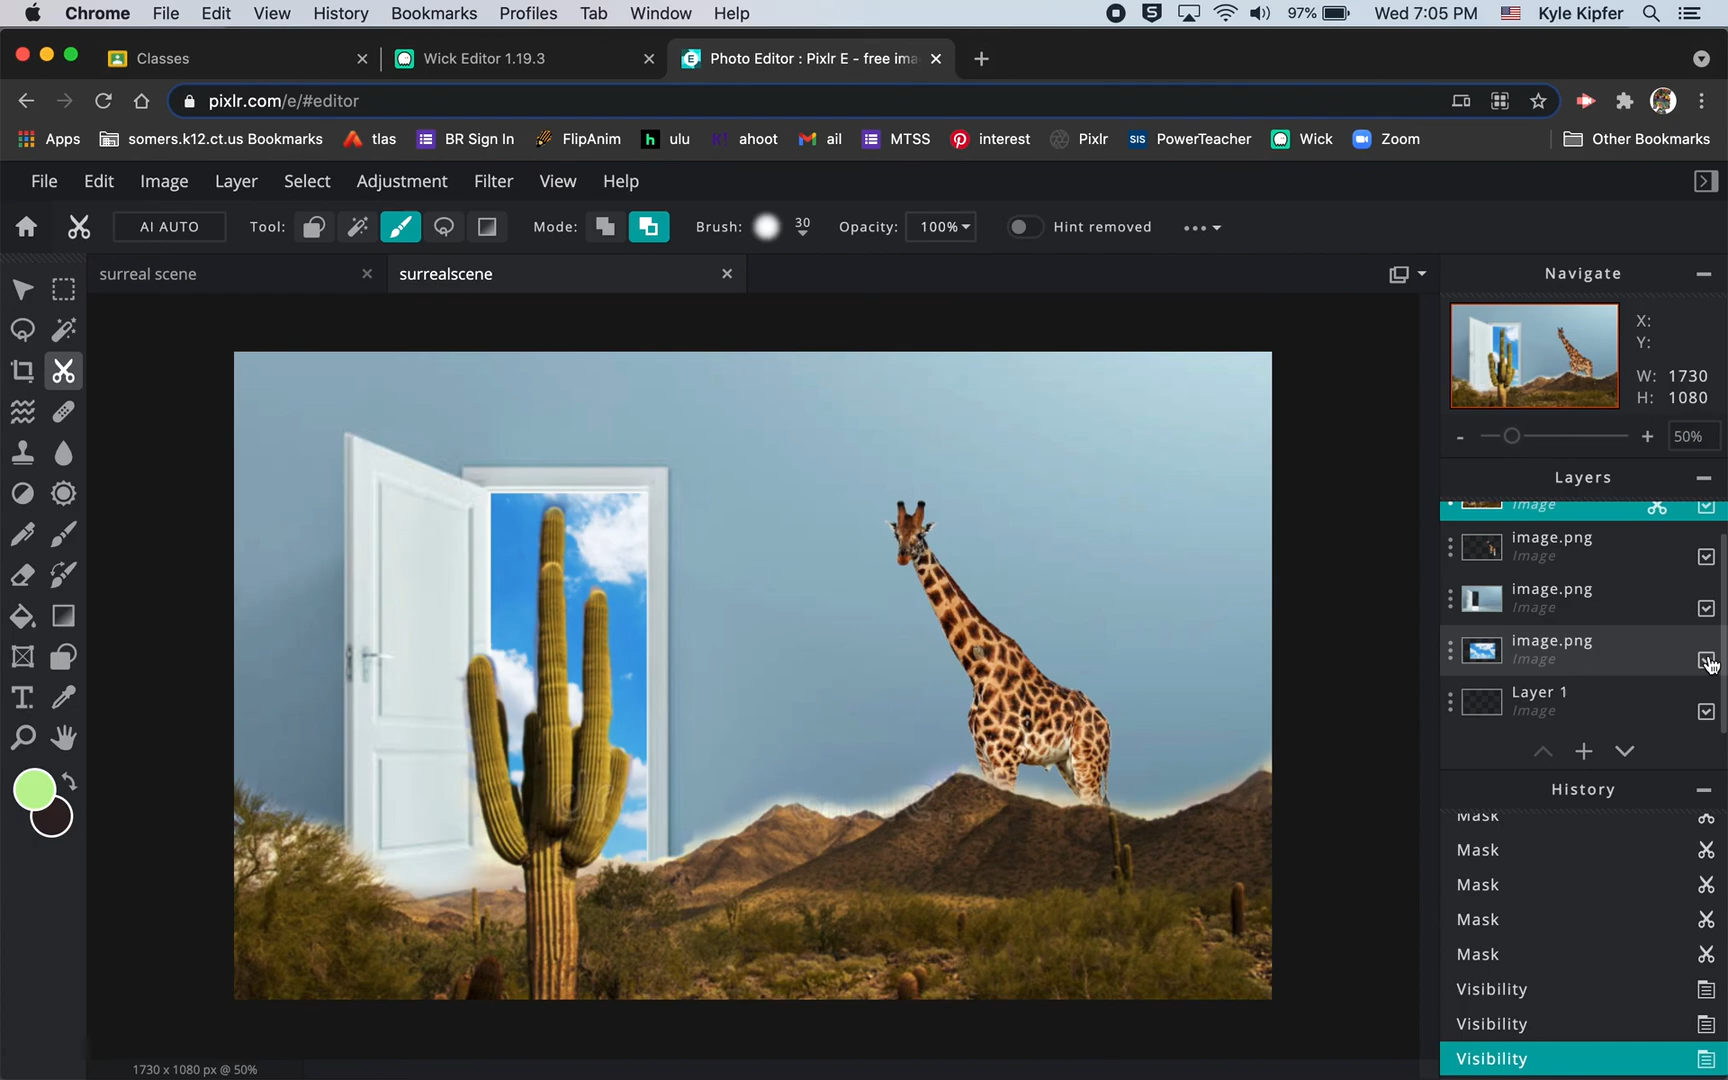 Chrome File Edit View History Bookmarks Profiles Tab Window Help 97% Wed 7:05 PM Kyle Kipfer
Classes Wick Editor 1.19.3 Photo Editor : Pixlr E - free ima
pixlr.com/e/#editor
Apps somers.k12.ct.us Bookmarks tlas BR Sign In FlipAnim ulu ahoot ail MTSS interest Pixlr SIS PowerTeacher Wick Zoom Other Bookmarks
File Edit Image Layer Select Adjustment Filter View Help
AI AUTO Tool: Mode: Brush: 30 Opacity: 100% Hint removed
surreal scene surrealscene Navigate
X:
Y:
W: 1730
H: 1080
- + 50%
Layers
Image
image.png
Image
image.png
Image
image.png
Image
Layer 1
Image
History
Mask
Mask
Mask
Mask
Mask
Visibility
Visibility
Visibility
1730 x 1080 px @ 50%